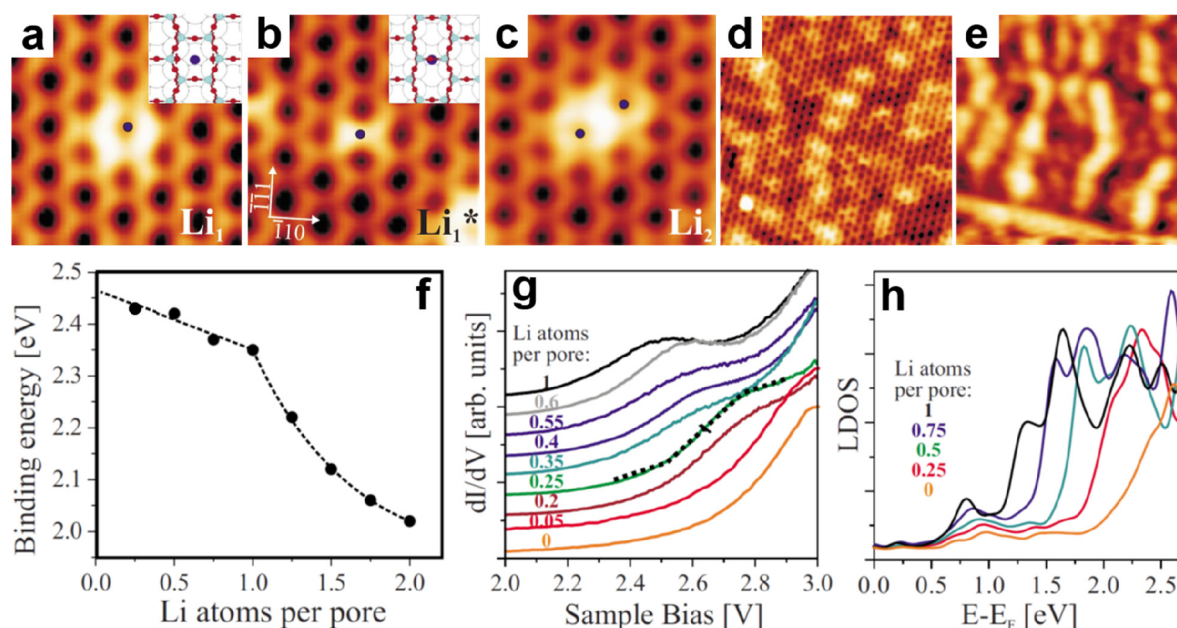 a
b
c
d
e
Li₁
1̅11
1̅10
Li₁*
Li₂
f
Binding energy [eV]
2.5
2.4
2.3
2.2
2.1
2.0
0.0 0.5 1.0 1.5 2.0
Li atoms per pore
g
dI/dV [arb. units]
Li atoms
per pore:
1
0.6
0.55
0.4
0.35
0.25
0.2
0.05
0
2.0 2.2 2.4 2.6 2.8 3.0
Sample Bias [V]
h
LDOS
Li atoms
per pore:
1
0.75
0.5
0.25
0
0.0 0.5 1.0 1.5 2.0 2.5
E-E_F [eV]